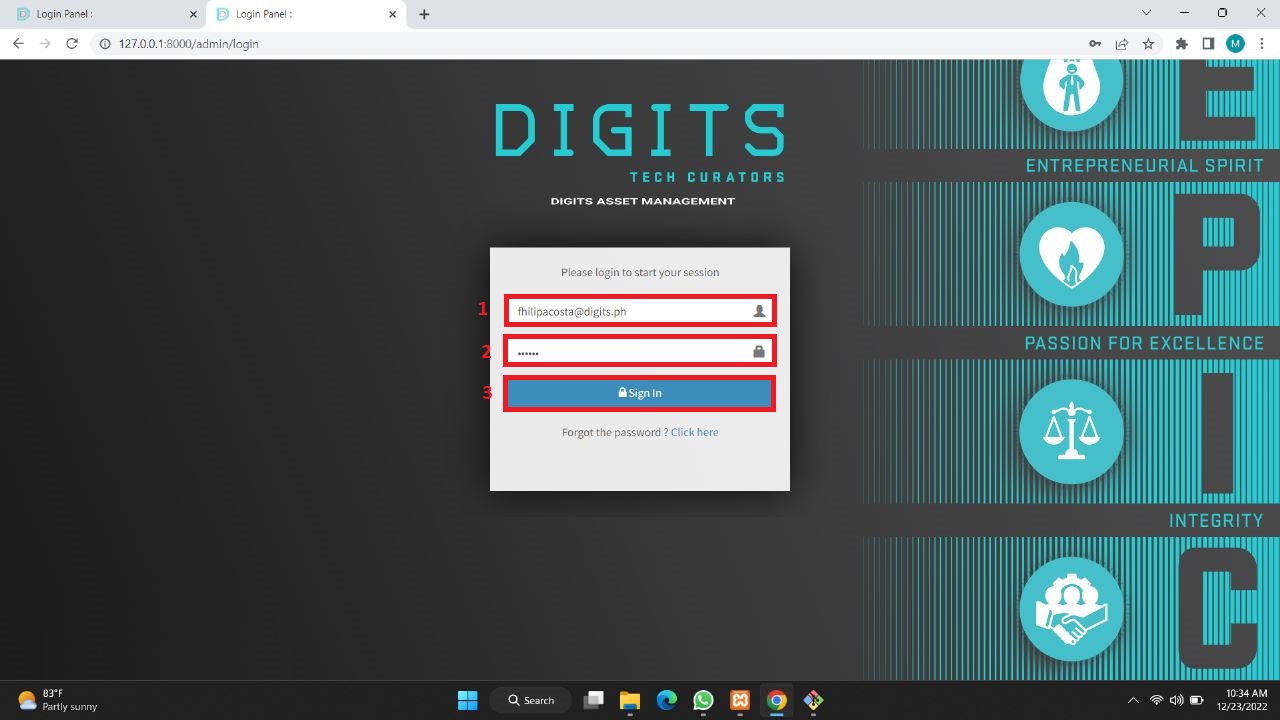 Login Panel :
Login Panel :
127.0.0.1:8000/admin/login
M
DIGITS
TECH CURATORS
DIGITS ASSET MANAGEMENT
Please login to start your session
1
fhilipacosta@digits.ph
2
••••••
3
Sign In
Forgot the password ? Click here
E
ENTREPRENEURIAL SPIRIT
P
PASSION FOR EXCELLENCE
I
INTEGRITY
C
83°F
Partly sunny
Search
10:34 AM
12/23/2022